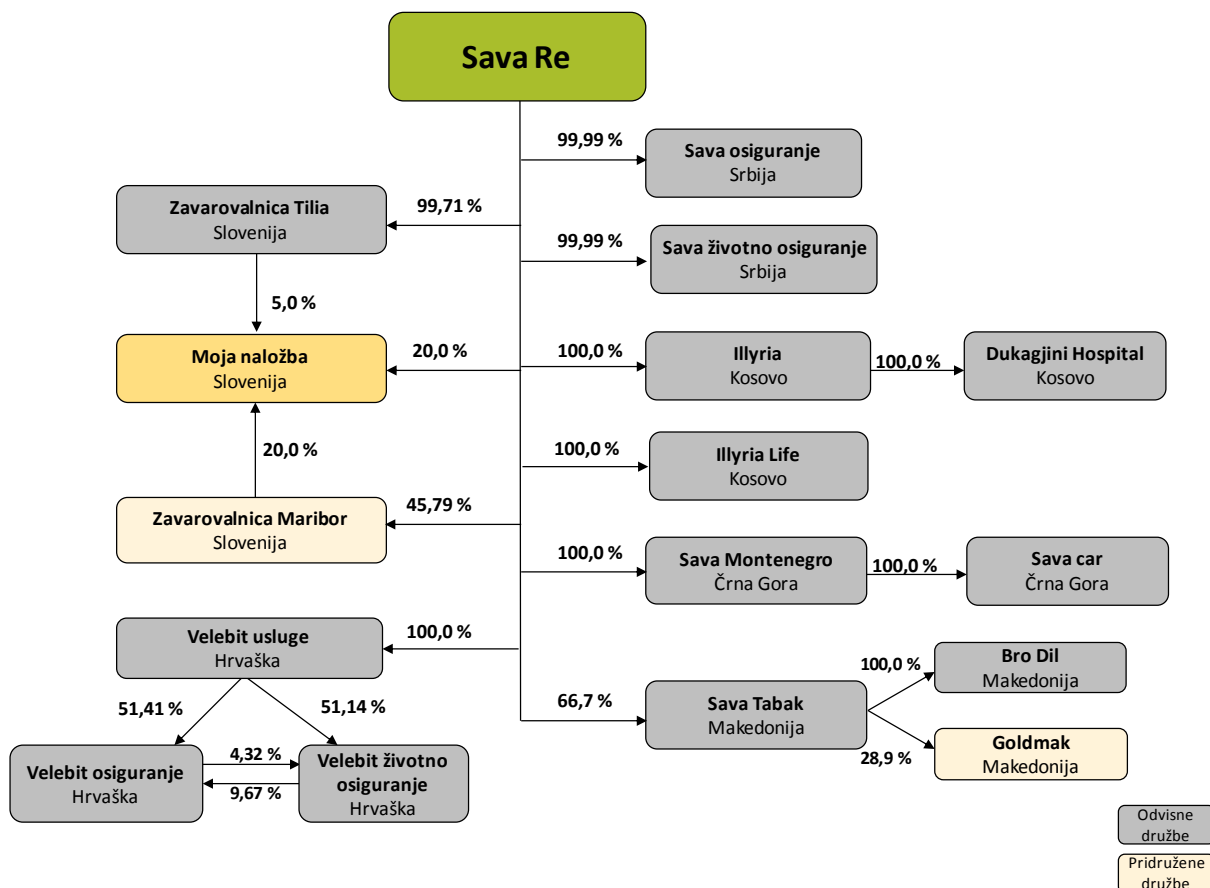 Sava Re
99,99 %
Sava osiguranje
Srbija
Zavarovalnica Tilia
Slovenija
99,71 %
99,99 %
Sava životno osiguranje
Srbija
5,0 %
Moja naložba
Slovenija
20,0 %
100,0 %
Illyria
Kosovo
100,0 %
Dukagjini Hospital
Kosovo
20,0 %
100,0 %
Illyria Life
Kosovo
Zavarovalnica Maribor
Slovenija
45,79 %
100,0 %
Sava Montenegro
Črna Gora
100,0 %
Sava car
Črna Gora
Velebit usluge
Hrvaška
100,0 %
51,41 %
51,14 %
66,7 %
Sava Tabak
Makedonija
100,0 %
Bro Dil
Makedonija
28,9 %
Goldmak
Makedonija
Velebit osiguranje
Hrvaška
4,32 %
9,67 %
Velebit životno
osiguranje
Hrvaška
Odvisne
družbe
Pridružene
družbe